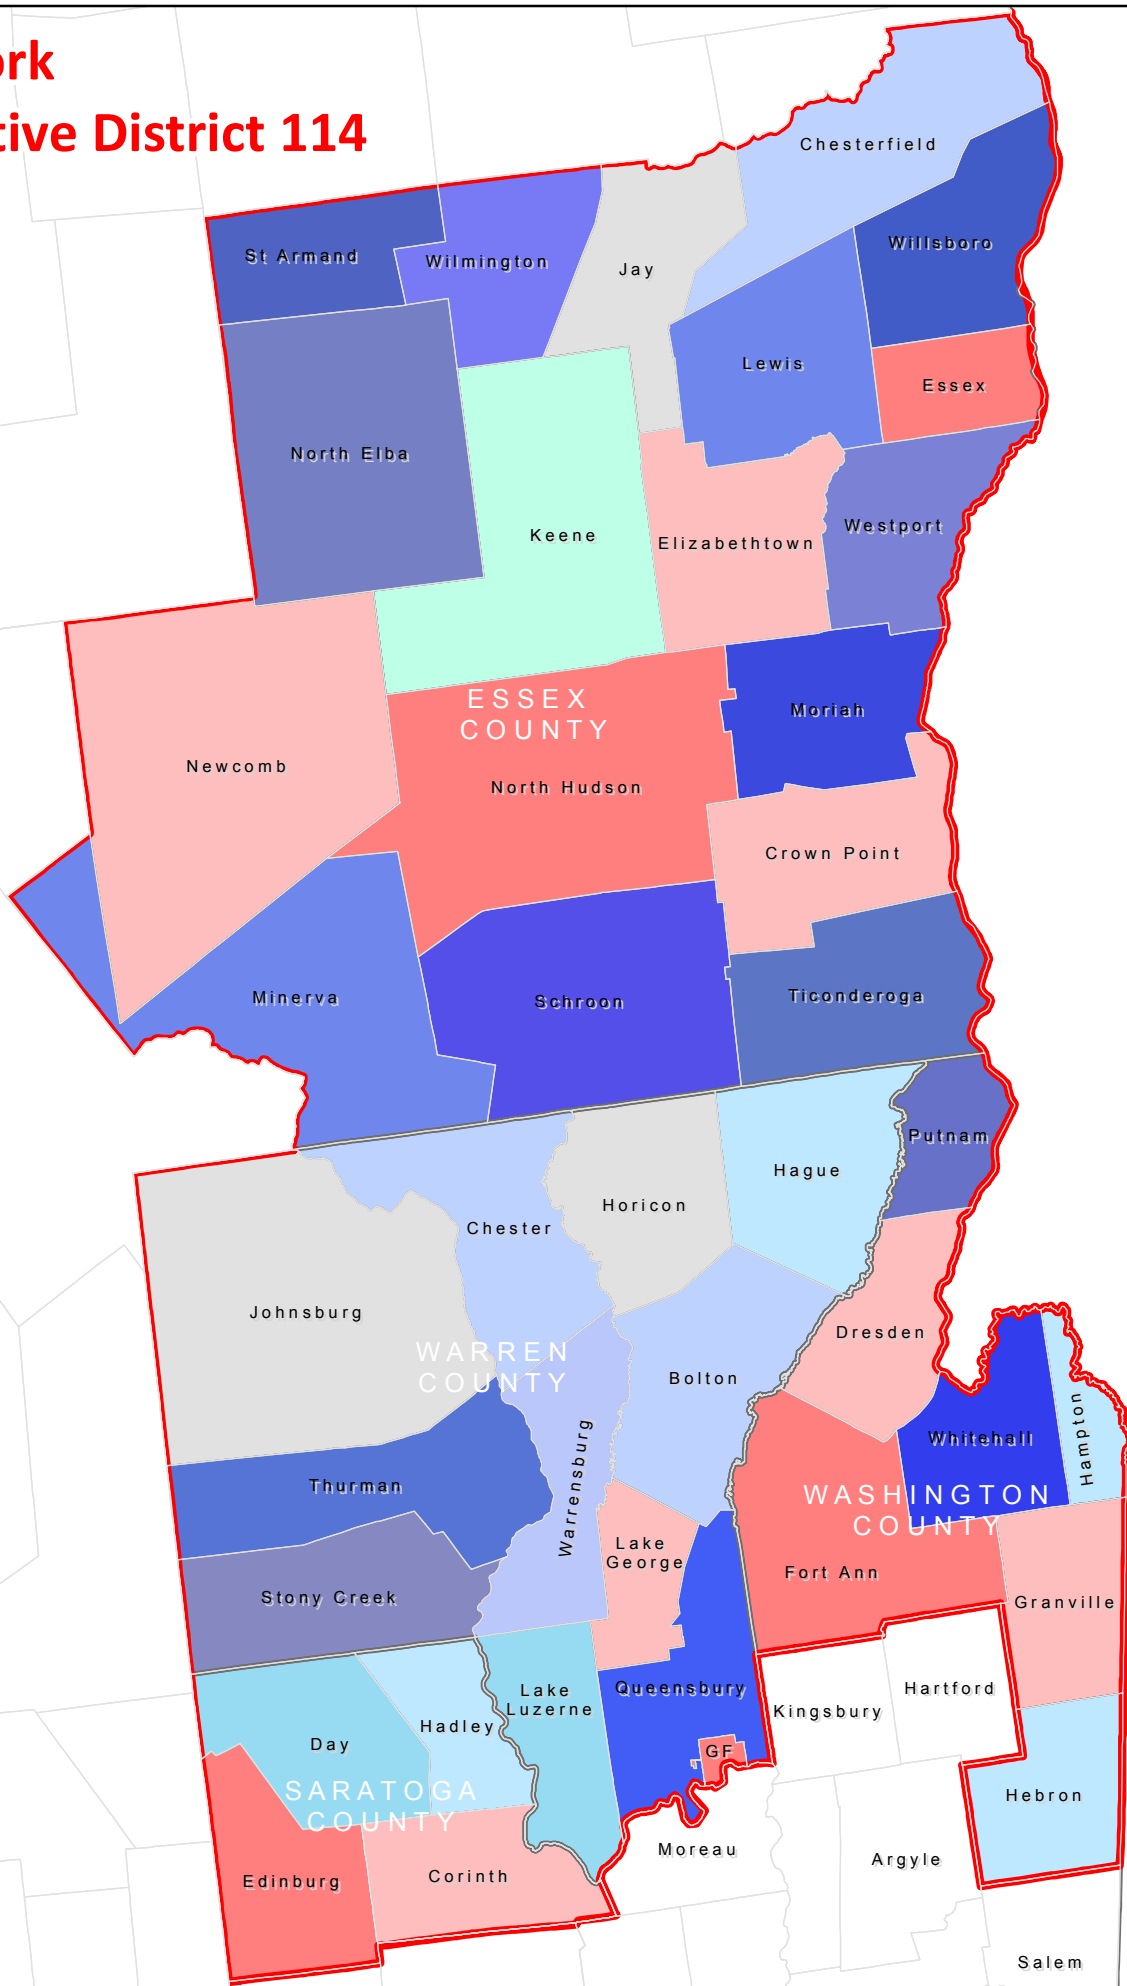 ork
tive District 114
Chesterfield
Willsboro
St Armand
Wilmington
Jay
Lewis
Essex
North Elba
Keene
Elizabethtown
Westport
ESSEX
COUNTY
Moriah
Newcomb
North Hudson
Crown Point
Minerva
Schroon
Ticonderoga
Putnam
Hague
Horicon
Chester
Johnsburg
Dresden
WARREN
COUNTY
Bolton
Hampton
Whitehall
Thurman
Warrensburg
WASHINGTON
COUNTY
Lake
George
Fort Ann
Stony Creek
Granville
Lake
Luzerne
Queensbury
Hartford
Kingsbury
Hadley
Day
GF
SARATOGA
COUNTY
Hebron
Moreau
Argyle
Edinburg
Corinth
Salem